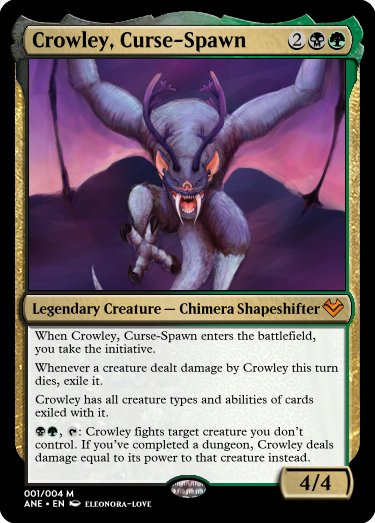 Crowley, Curse-Spawn 2
Legendary Creature — Chimera Shapeshifter
When Crowley, Curse-Spawn enters the battlefield,
you take the initiative.
Whenever a creature dealt damage by Crowley this turn
dies, exile it.
Crowley has all creature types and abilities of cards
exiled with it.
, : Crowley fights target creature you don't
control. If you've completed a dungeon, Crowley deals
damage equal to its power to that creature instead.
4/4
001/004 M
ANE • EN ELEONORA-LOVE